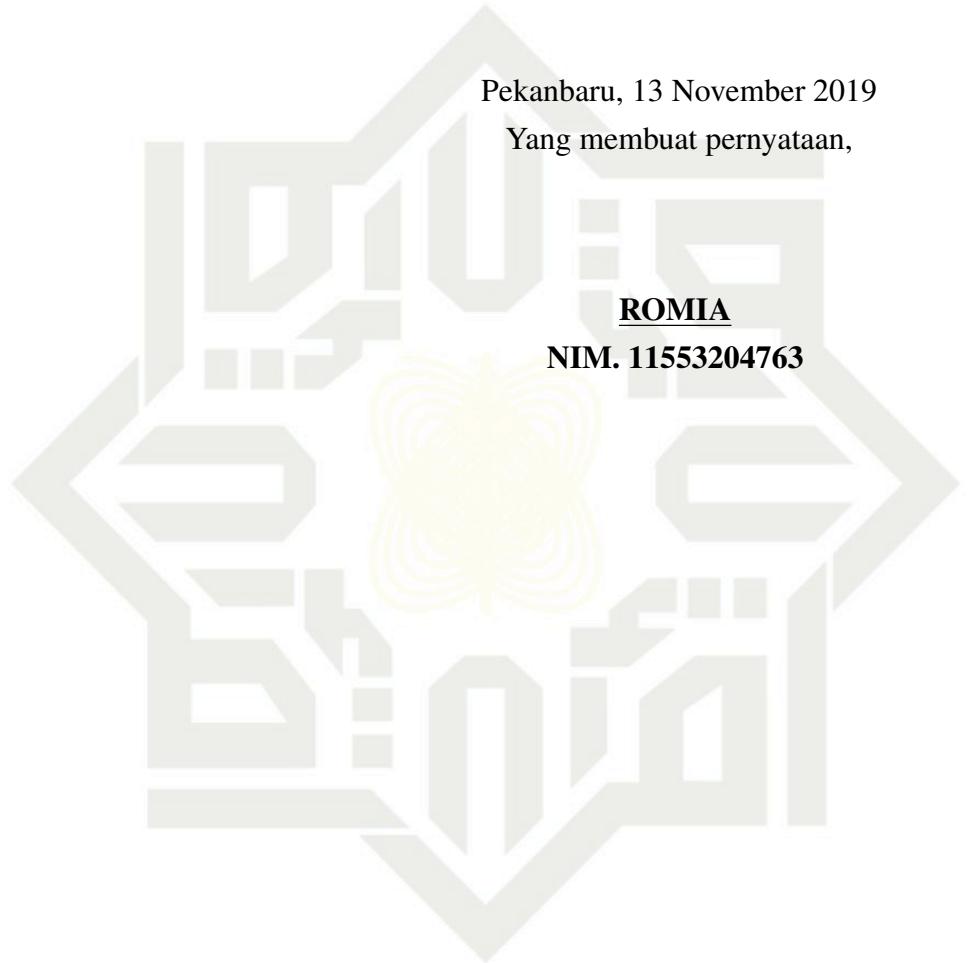 Pekanbaru, 13 November 2019
Yang membuat pernyataan,
ROMIA
NIM. 11553204763